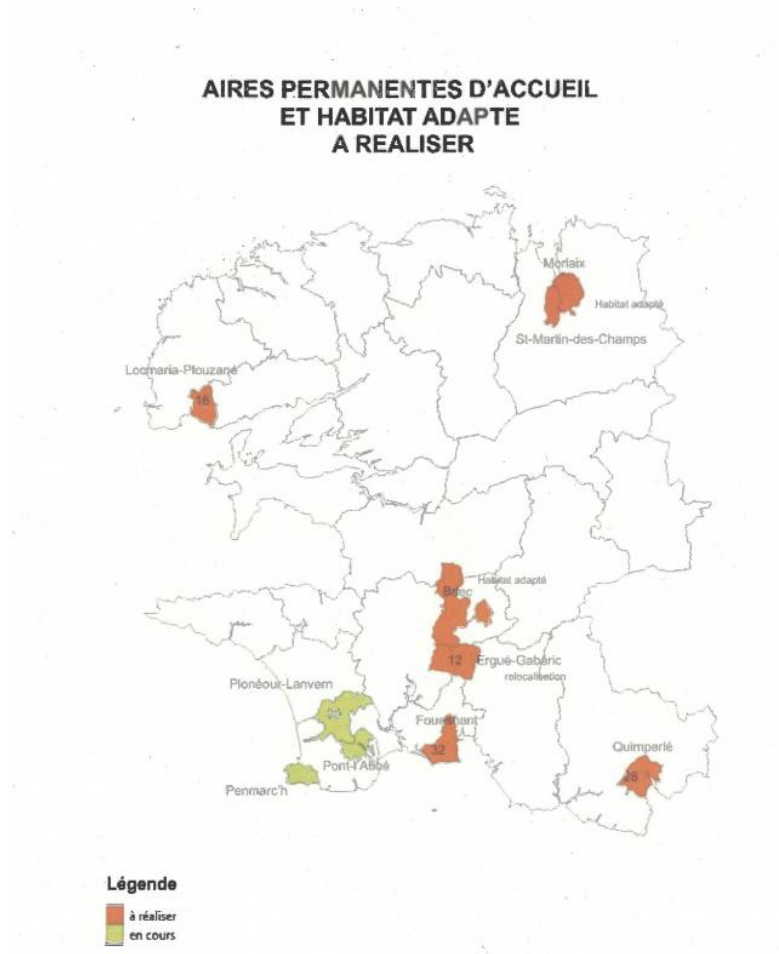 AIRES PERMANENTES D'ACCUEIL
ET HABITAT ADAPTE
A REALISER
Morlaix
Habitat adapté
St-Martin-des-Champs
Locmaria-Plouzané
16
Habitat adapté
Briec
12
Ergué-Gabéric
relocalisation
Plonéour-Lanvern
Fouesnant
32
Pont-l'Abbé
Penmarc'h
Quimperlé
28
Légende
à réaliser
en cours